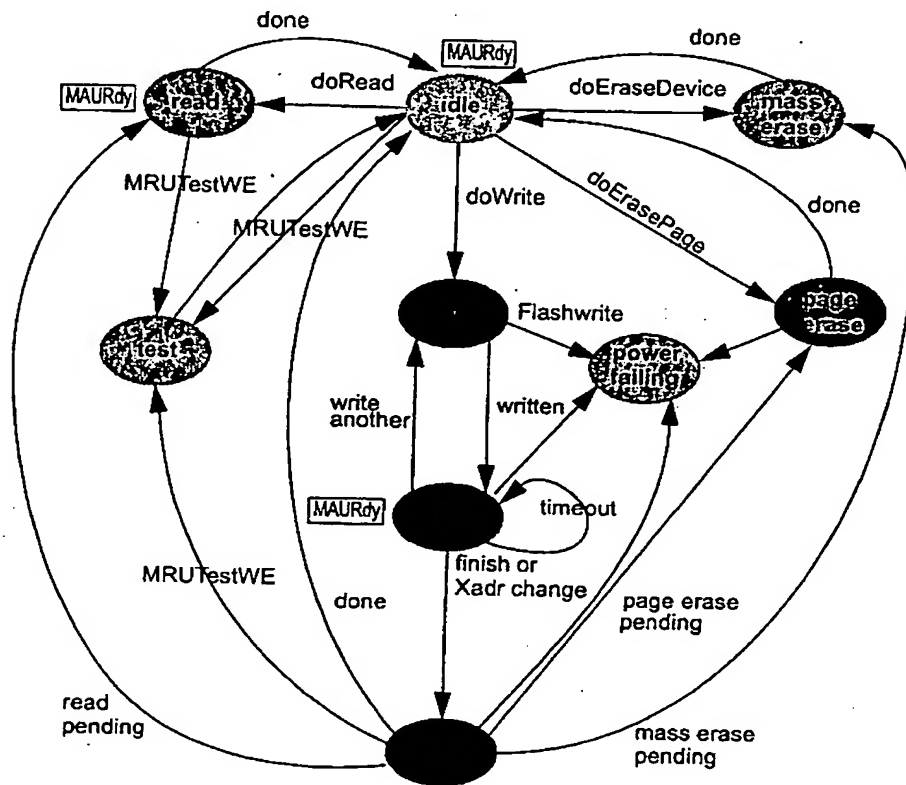 done
MAURdy
done
MAURdy
read
doRead
idle
doEraseDevice
mass
erase
MRUTestWE
MRUTestWE
doWrite
doErasePage
done
test
Flashwrite
power
failing
page
erase
write
another
written
MAURdy
timeout
MRUTestWE
done
finish or
Xadr change
page erase
pending
read
pending
mass erase
pending